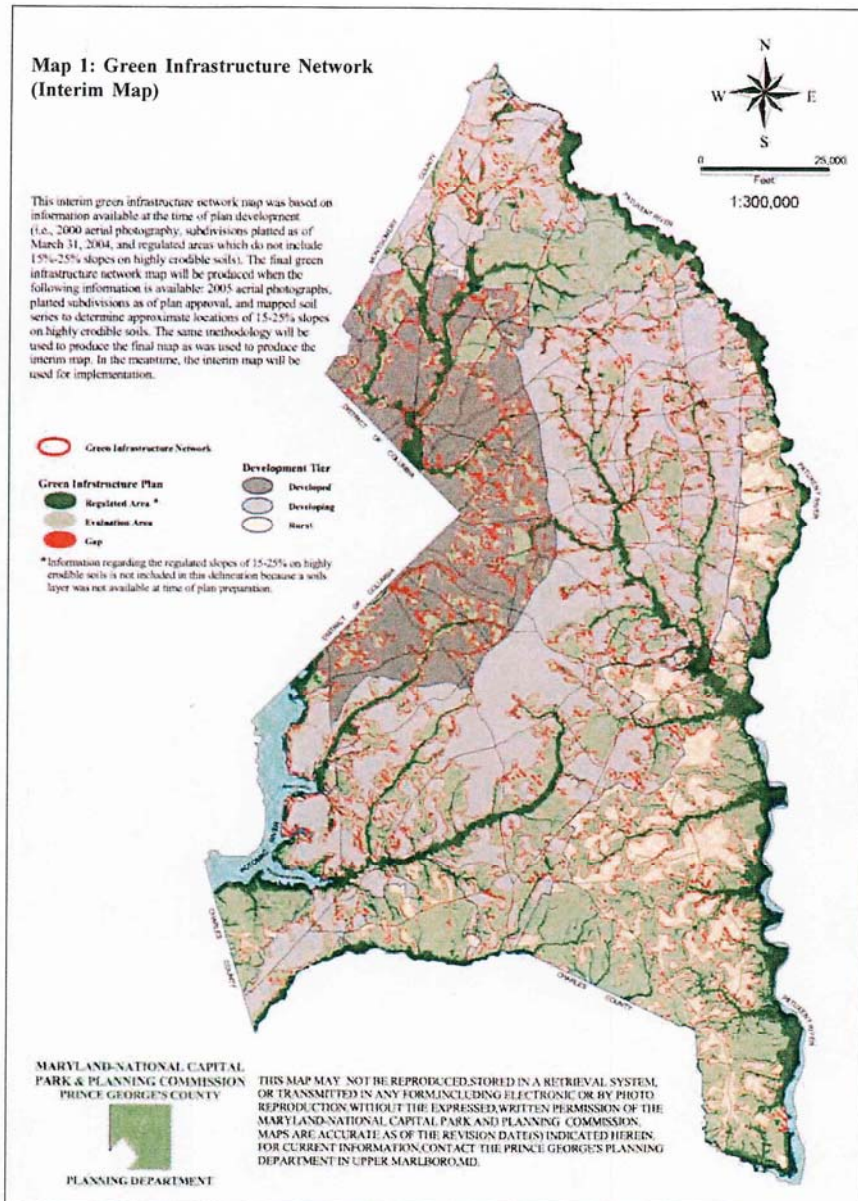 Map 1: Green Infrastructure Network
(Interim Map)
N
W E
S
0 25,000
Feet
1:300,000
This interim green infrastructure network map was based on
information available at the time of plan development
(i.e., 2000 aerial photography, subdivisions platted as of
March 31, 2004, and regulated areas which do not include
15%-25% slopes on highly erodible soils). The final green
infrastructure network map will be produced when the
following information is available: 2005 aerial photographs,
platted subdivisions as of plan approval, and mapped soil
series to determine approximate locations of 15-25% slopes
on highly erodible soils. The same methodology will be
used to produce the final map as was used to produce the
interim map. In the meantime, the interim map will be
used for implementation.
Green Infrastructure Network
Green Infrstructure Plan
Regulated Area *
Evaluation Area
Gap
Development Tier
Developed
Developing
Rural
* Information regarding the regulated slopes of 15-25% on highly
erodible soils is not included in this delineation because a soils
layer was not available at time of plan preparation.
MONTGOMERY COUNTY
PATUXENT RIVER
DISTRICT OF COLUMBIA
PATUXENT RIVER
DISTRICT OF COLUMBIA
POTOMAC RIVER
CHARLES COUNTY
CHARLES COUNTY
PATUXENT RIVER
MARYLAND-NATIONAL CAPITAL
PARK & PLANNING COMMISSION
PRINCE GEORGE'S COUNTY
PLANNING DEPARTMENT
THIS MAP MAY NOT BE REPRODUCED,STORED IN A RETRIEVAL SYSTEM,
OR TRANSMITTED IN ANY FORM,INCLUDING ELECTRONIC OR BY PHOTO
REPRODUCTION,WITHOUT THE EXPRESSED,WRITTEN PERMISSION OF THE
MARYLAND-NATIONAL CAPITAL PARK AND PLANNING COMMISSION.
MAPS ARE ACCURATE AS OF THE REVISION DATE(S) INDICATED HEREIN.
FOR CURRENT INFORMATION,CONTACT THE PRINCE GEORGE'S PLANNING
DEPARTMENT IN UPPER MARLBORO,MD.